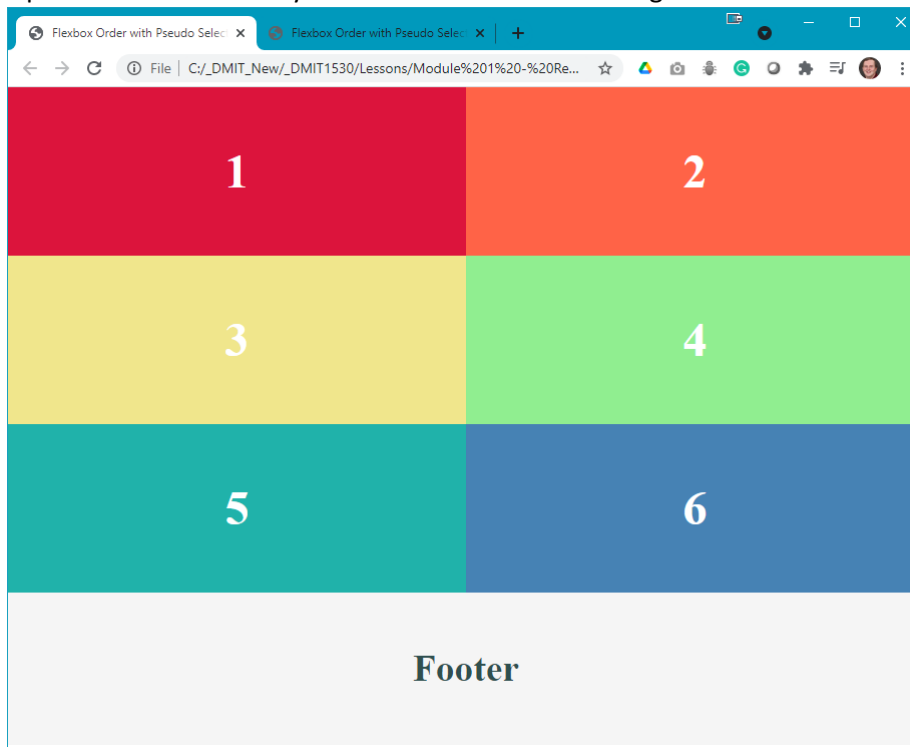 Flexbox Order with Pseudo Selec
Flexbox Order with Pseudo Selec
File | C:/_DMIT_New/_DMIT1530/Lessons/Module%201%20-%20Re...
1
2
3
4
5
6
Footer